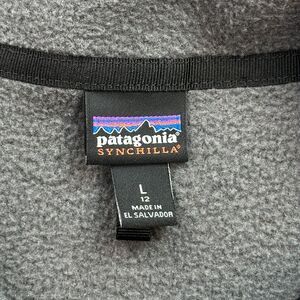 patagonia®
SYNCHILLA®
L
12
MADE IN
EL SALVADOR